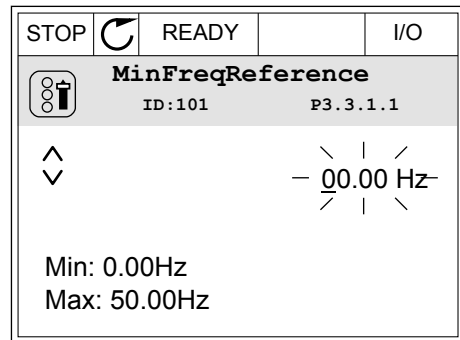 STOP READY I/O
MinFreqReference
ID:101 P3.3.1.1
00.00 Hz
Min: 0.00Hz
Max: 50.00Hz